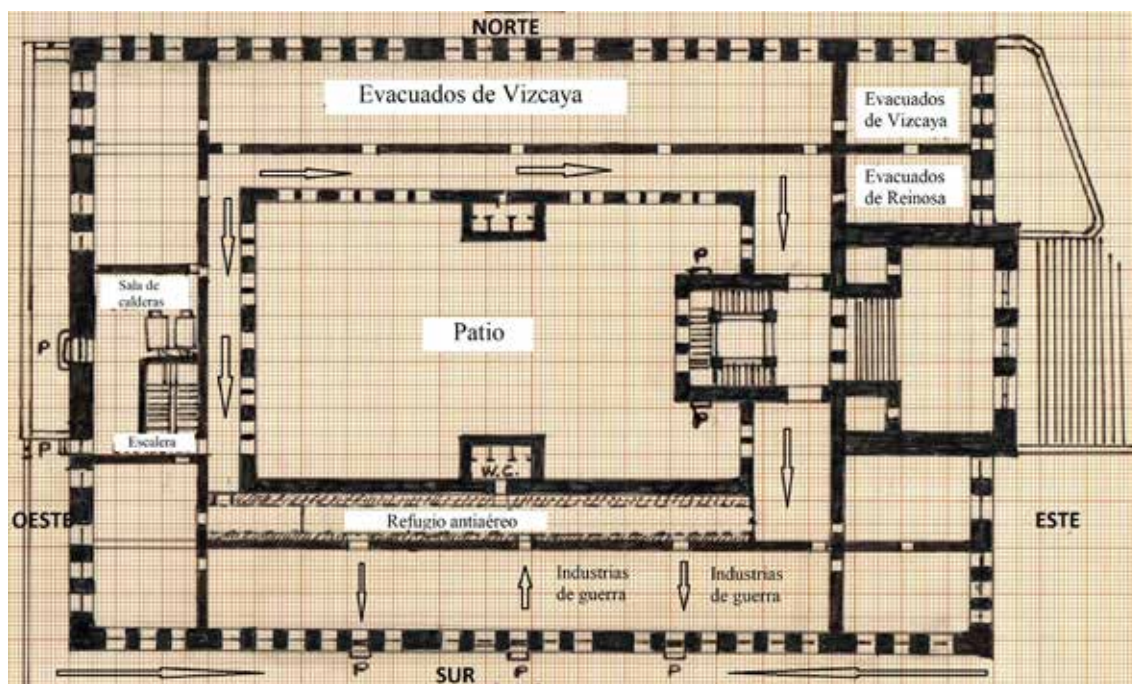 NORTE
Evacuados de Vizcaya
Evacuados
de Vizcaya
Evacuados
de Reinosa
Sala de
calderas
P
P
Patio
P
P
Escalera
W.C.
OESTE
Refugio antiaéreo
ESTE
Industrias
de guerra
Industrias
de guerra
P
P
P
SUR